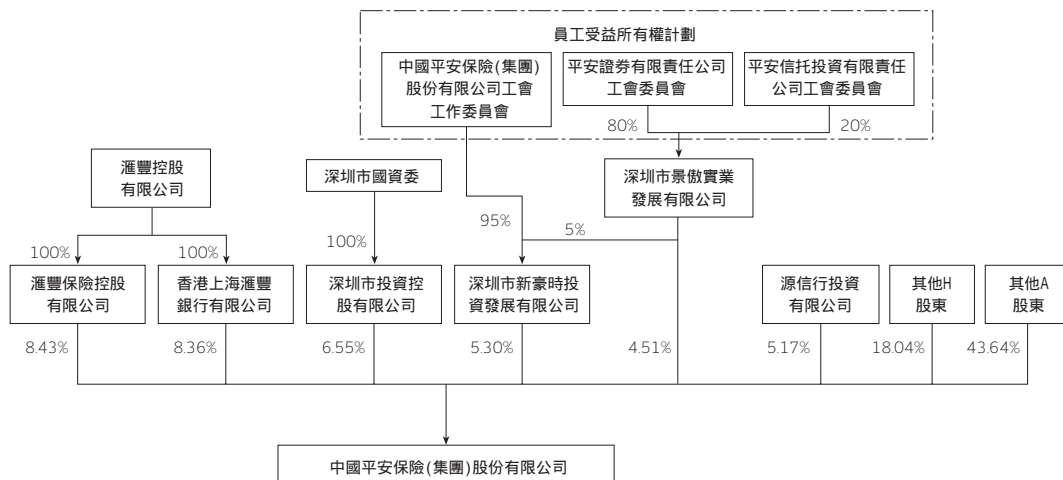 員工受益所有權計劃
中國平安保險(集團)
股份有限公司工會
工作委員會
平安證券有限責任公司
工會委員會
平安信托投資有限責任
公司工會委員會
80%
20%
滙豐控股
有限公司
深圳市國資委
深圳市景傲實業
發展有限公司
95%
5%
100%
100%
100%
滙豐保險控股
有限公司
香港上海滙豐
銀行有限公司
深圳市投資控
股有限公司
深圳市新豪時投
資發展有限公司
源信行投資
有限公司
其他H
股東
其他A
股東
8.43%
8.36%
6.55%
5.30%
4.51%
5.17%
18.04%
43.64%
中國平安保險(集團)股份有限公司